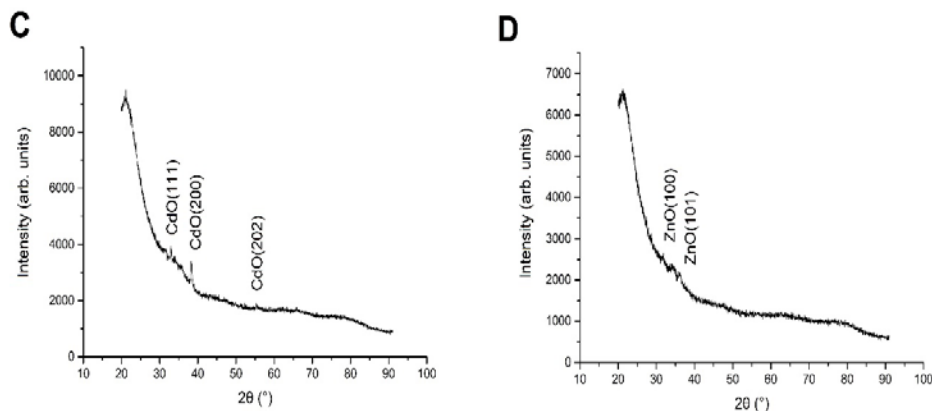 C
10000
8000
6000
4000
2000
0
Intensity (arb. units)
CdO(111)
CdO(200)
CdO(202)
10 20 30 40 50 60 70 80 90 100
2θ (°)
D
7000
6000
5000
4000
3000
2000
1000
0
Intensity (arb. units)
ZnO(100)
ZnO(101)
10 20 30 40 50 60 70 80 90 100
2θ (°)